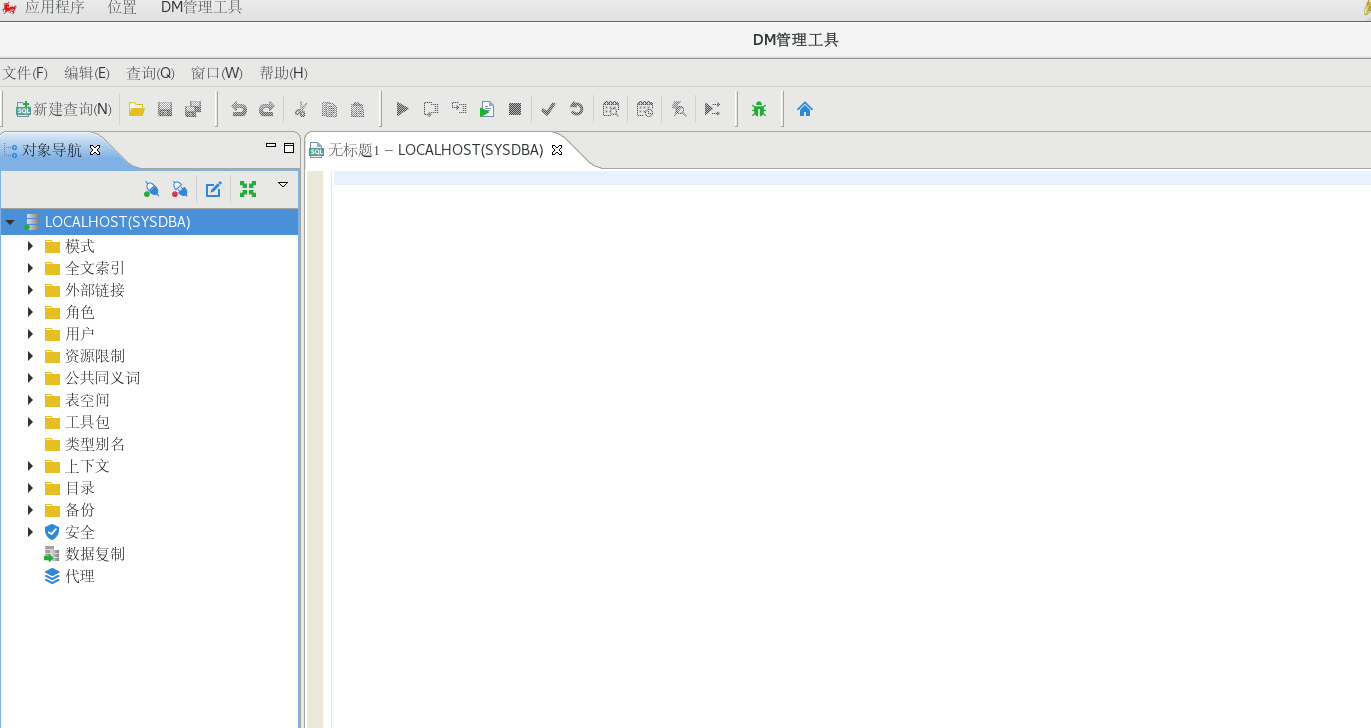 应用程序 位置 DM管理工具
DM管理工具
文件(F) 编辑(E) 查询(Q) 窗口(W) 帮助(H)
新建查询(N)
对象导航
无标题1 – LOCALHOST(SYSDBA)
LOCALHOST(SYSDBA)
模式
全文索引
外部链接
角色
用户
资源限制
公共同义词
表空间
工具包
类型别名
上下文
目录
备份
安全
数据复制
代理